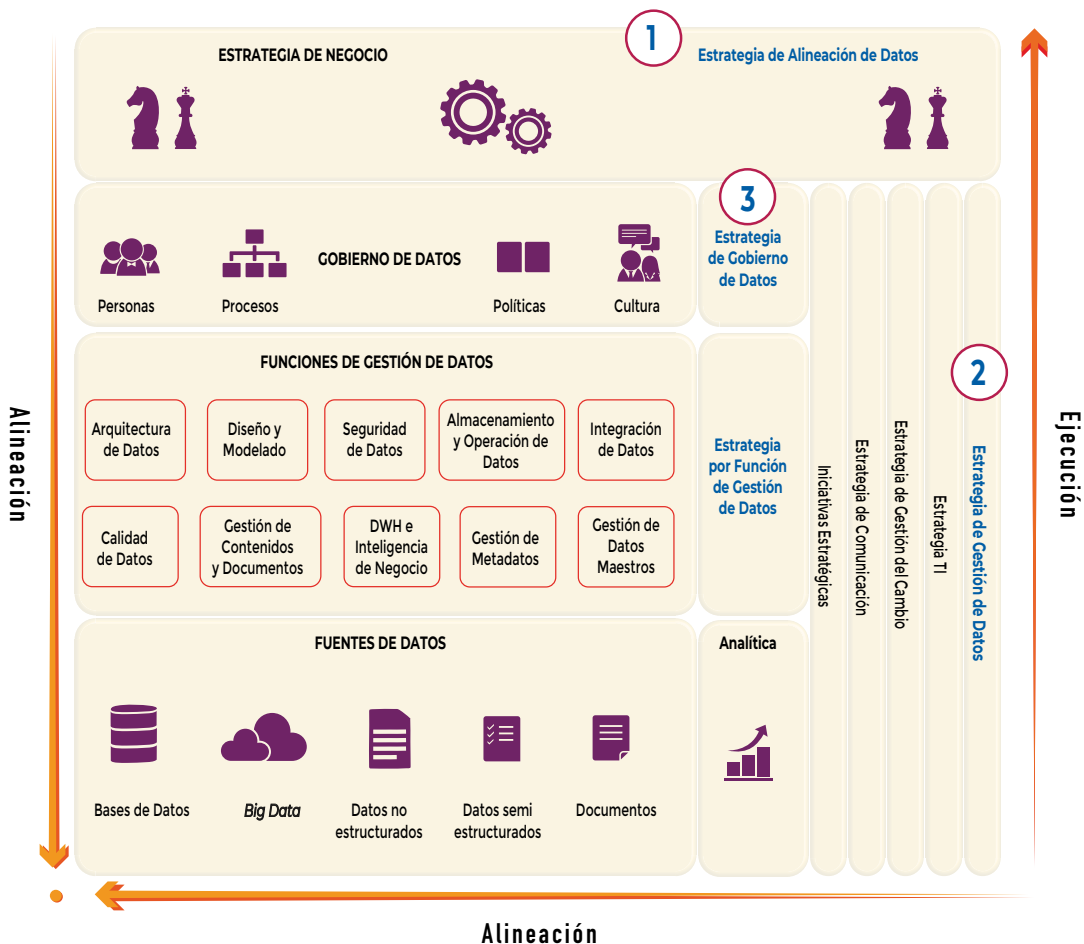 1
ESTRATEGIA DE NEGOCIO
Estrategia de Alineación de Datos
3
Estrategia
de Gobierno
de Datos
GOBIERNO DE DATOS
Personas
Procesos
Políticas
Cultura
FUNCIONES DE GESTIÓN DE DATOS
Arquitectura
de Datos
Diseño y
Modelado
Seguridad
de Datos
Almacenamiento
y Operación de
Datos
Integración
de Datos
Calidad
de Datos
Gestión de
Contenidos
y Documentos
DWH e
Inteligencia
de Negocio
Gestión de
Metadatos
Gestión de
Datos
Maestros
Estrategia
por Función
de Gestión
de Datos
FUENTES DE DATOS
Bases de Datos
Big Data
Datos no
estructurados
Datos semi
estructurados
Documentos
Analítica
Iniciativas Estratégicas
Estrategia de Comunicación
Estrategia de Gestión del Cambio
Estrategia TI
2
Estrategia de Gestión de Datos
Alineación
Ejecución
Alineación